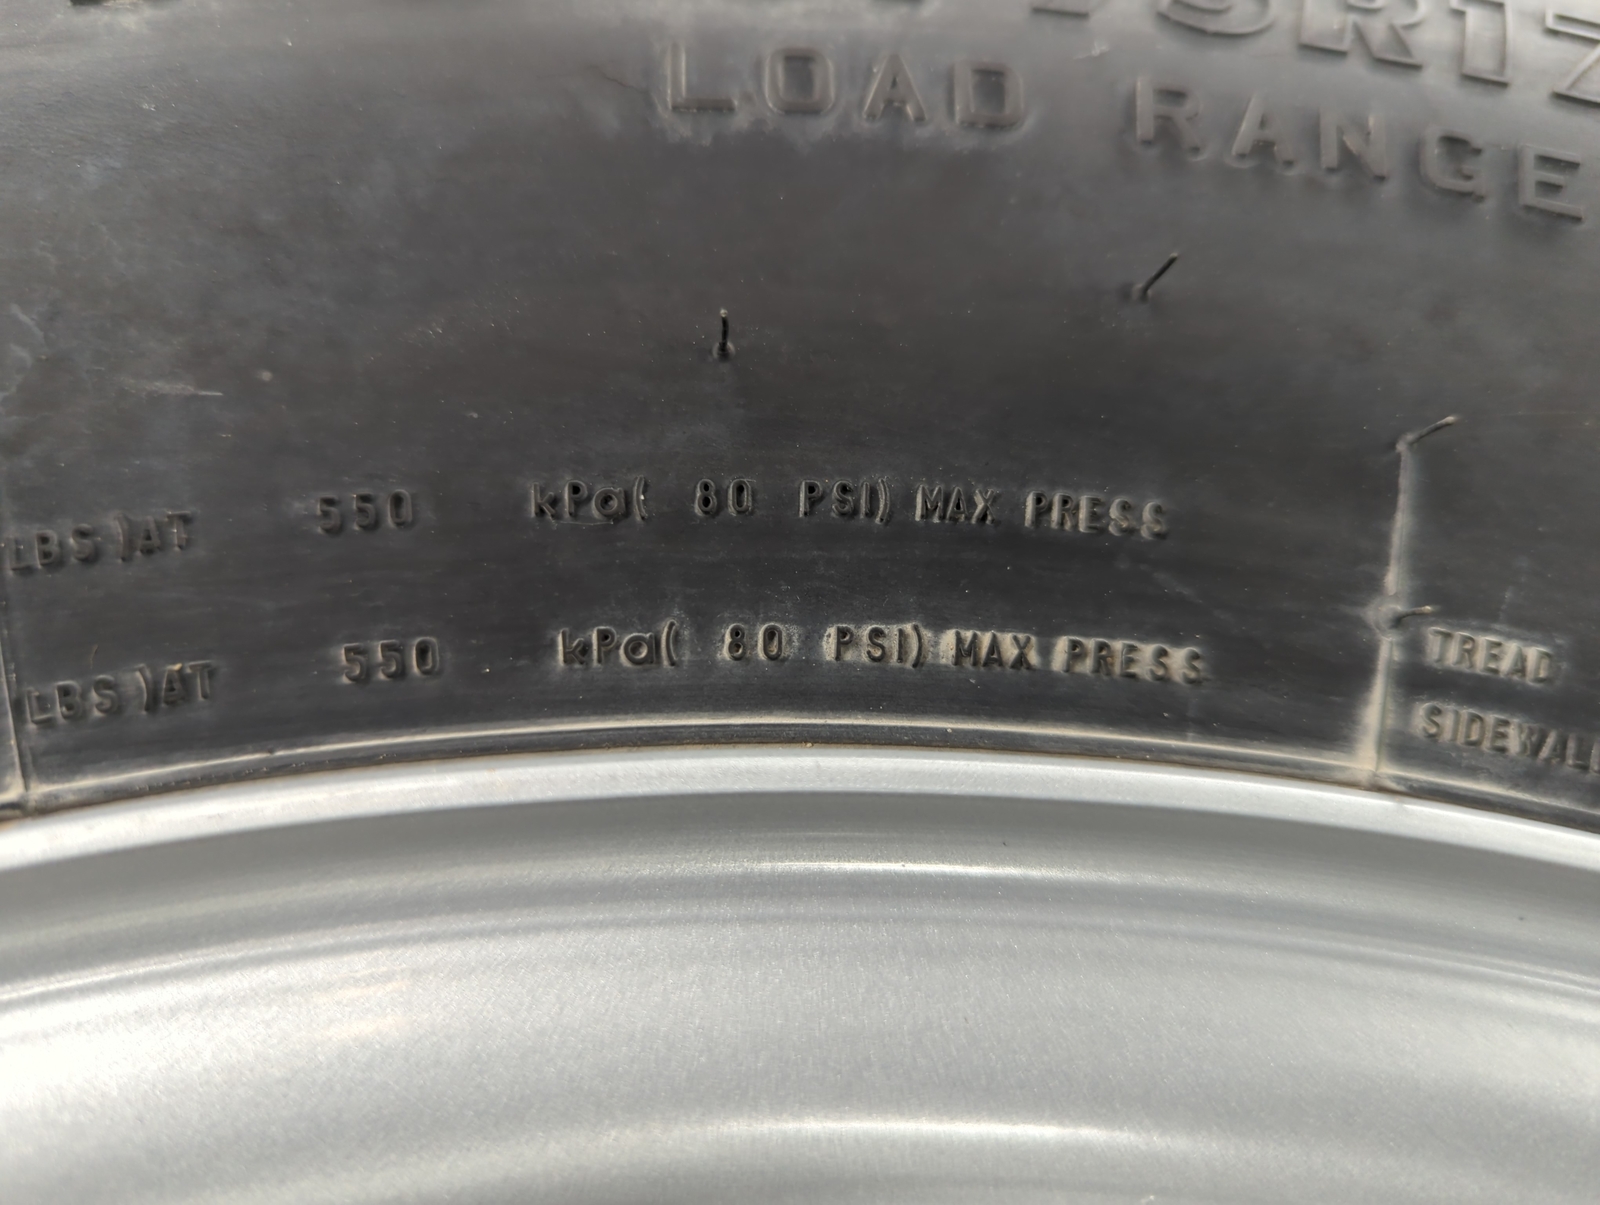 75R17
LOAD RANGE
LBS)AT 550 kPa( 80 PSI) MAX PRESS
LBS)AT 550 kPa( 80 PSI) MAX PRESS
TREAD
SIDEWALL